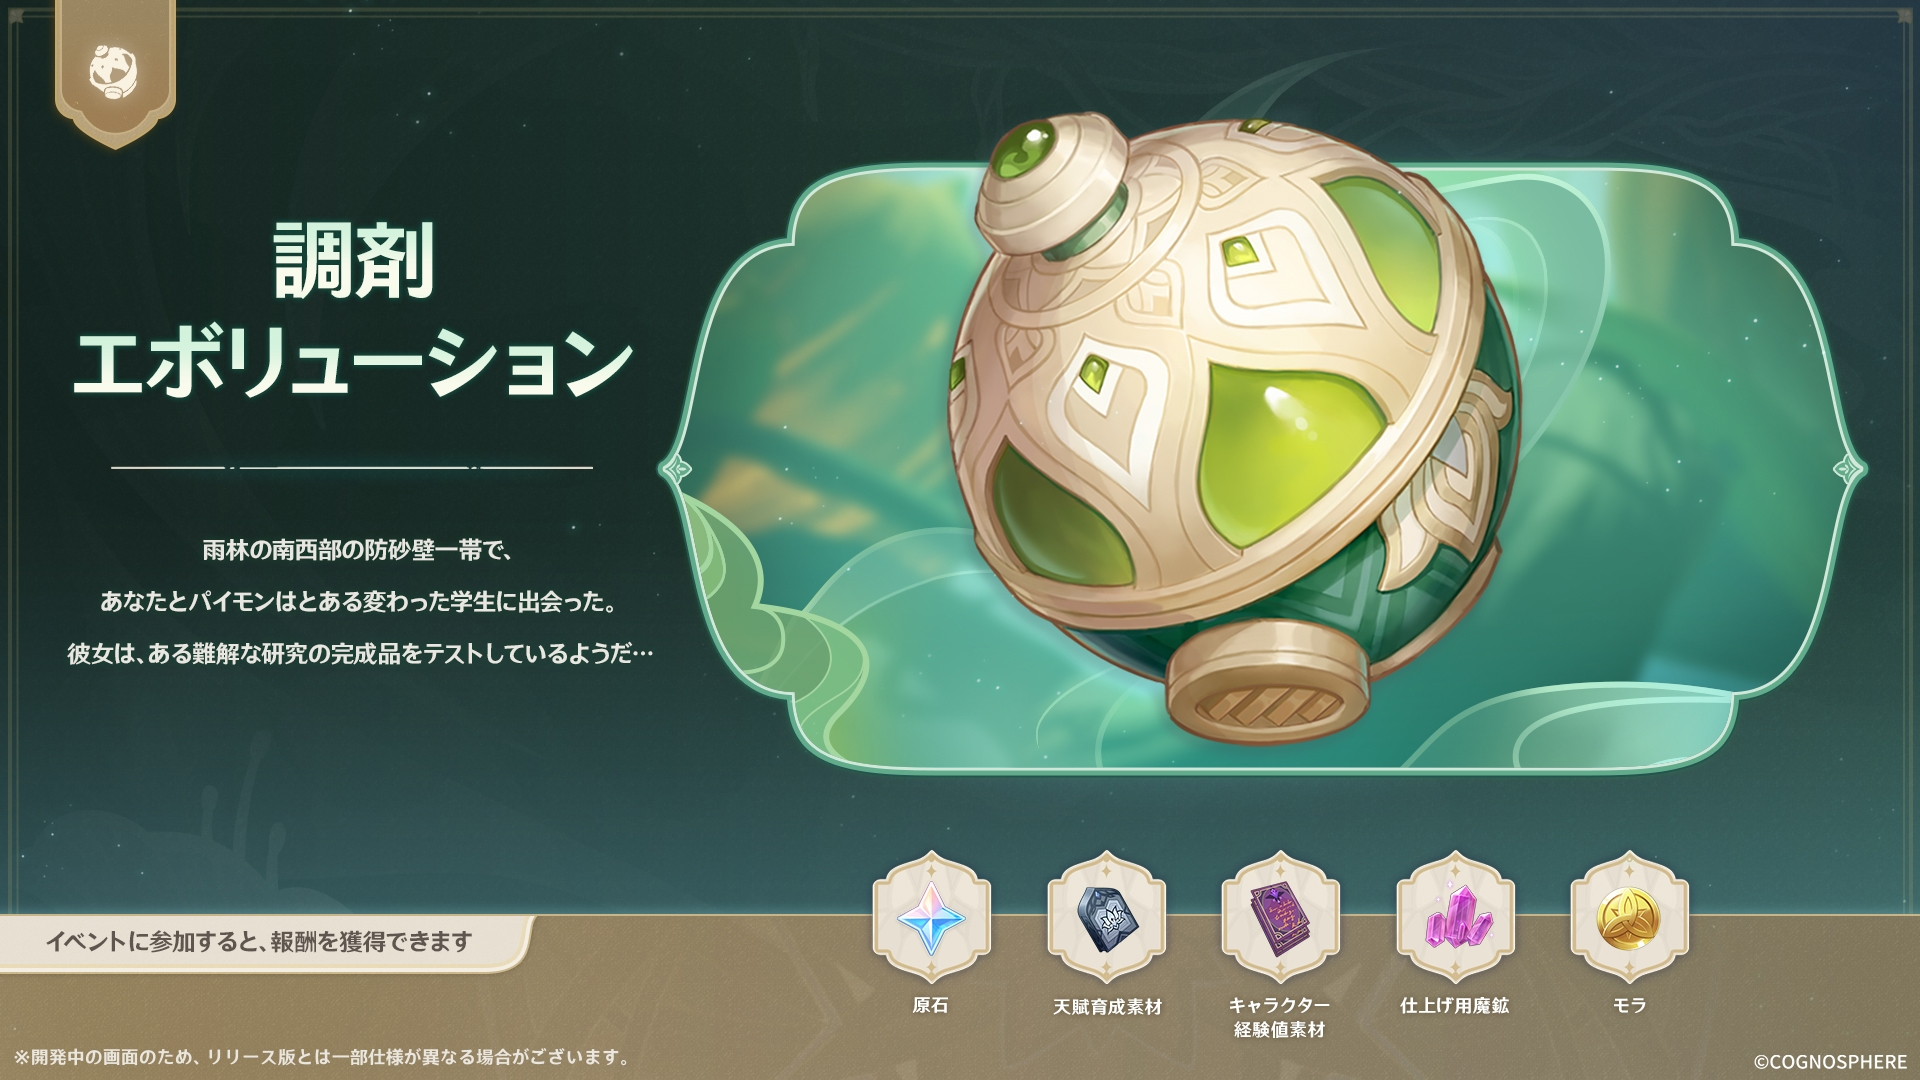 調剤
エボリューション
雨林の南西部の防砂壁一帯で、
あなたとパイモンはとある変わった学生に出会った。
彼女は、ある難解な研究の完成品をテストしているようだ…
イベントに参加すると、報酬を獲得できます
原石
天賦育成素材
キャラクター
経験値素材
仕上げ用魔鉱
モラ
※開発中の画面のため、リリース版とは一部仕様が異なる場合がございます。
©COGNOSPHERE